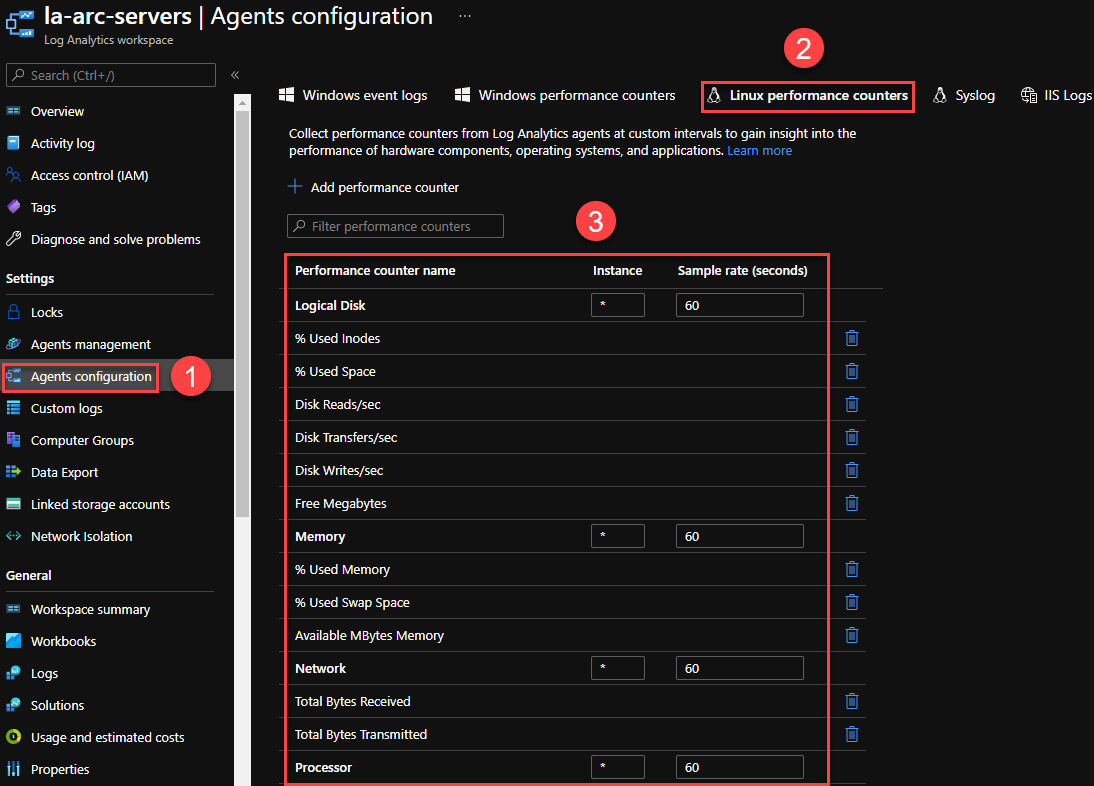 la-arc-servers | Agents configuration ...
Log Analytics workspace
Search (Ctrl+/)
«
Overview
Activity log
Access control (IAM)
Tags
Diagnose and solve problems
Settings
Locks
Agents management
Agents configuration
1
Custom logs
Computer Groups
Data Export
Linked storage accounts
Network Isolation
General
Workspace summary
Workbooks
Logs
Solutions
Usage and estimated costs
Properties
2
Windows event logs Windows performance counters Linux performance counters Syslog IIS Logs
Collect performance counters from Log Analytics agents at custom intervals to gain insight into the
performance of hardware components, operating systems, and applications. Learn more
+ Add performance counter
Filter performance counters
3
Performance counter name Instance Sample rate (seconds)
Logical Disk * 60
% Used Inodes
% Used Space
Disk Reads/sec
Disk Transfers/sec
Disk Writes/sec
Free Megabytes
Memory * 60
% Used Memory
% Used Swap Space
Available MBytes Memory
Network * 60
Total Bytes Received
Total Bytes Transmitted
Processor * 60